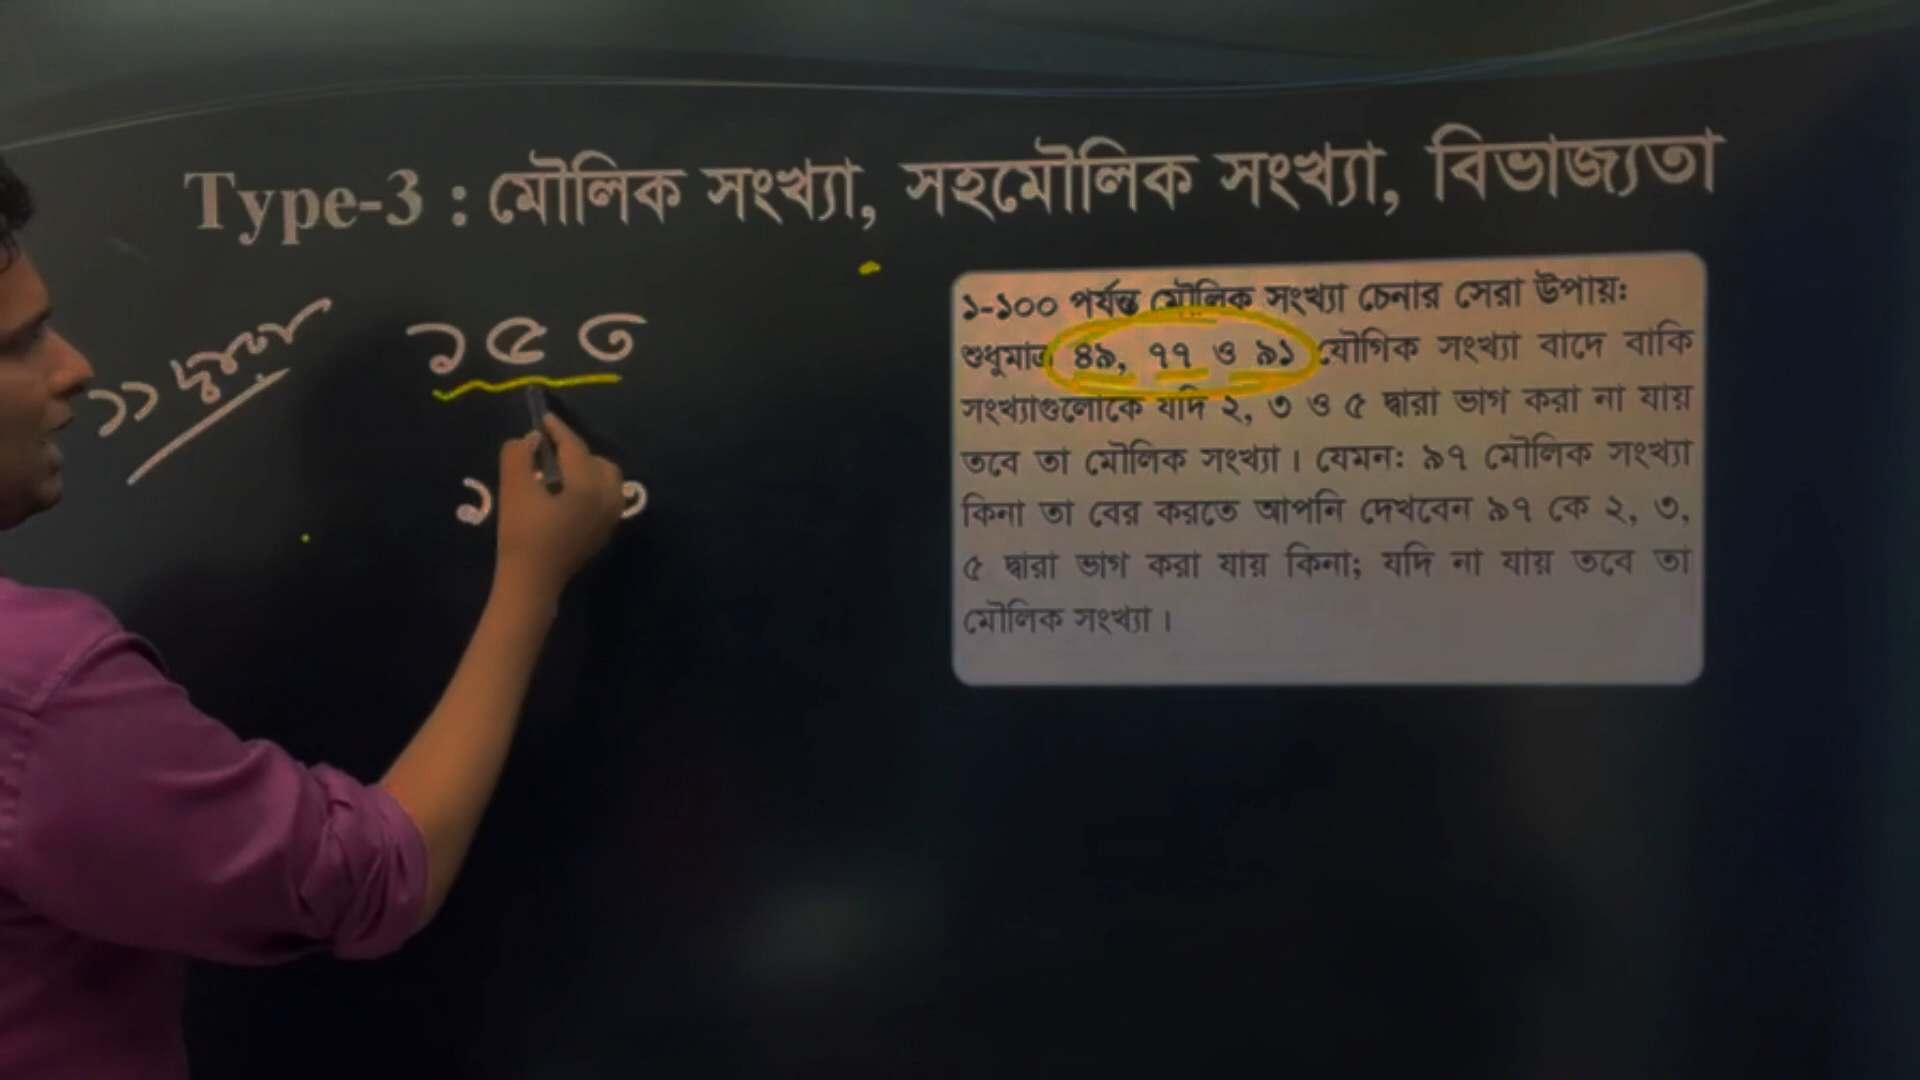 Type-3 : মৌলিক সংখ্যা, সহমৌলিক সংখ্যা, বিভাজ্যতা
১-১০০ পর্যন্ত মৌলিক সংখ্যা চেনার সেরা উপায়ঃ
শুধুমাত্র ৪৯, ৭৭ ও ৯১ যৌগিক সংখ্যা বাদে বাকি
সংখ্যাগুলোকে যদি ২, ৩ ও ৫ দ্বারা ভাগ করা না যায়
তবে তা মৌলিক সংখ্যা। যেমনঃ ৯৭ মৌলিক সংখ্যা
কিনা তা বের করতে আপনি দেখবেন ৯৭ কে ২, ৩,
৫ দ্বারা ভাগ করা যায় কিনা; যদি না যায় তবে তা
মৌলিক সংখ্যা।
১১